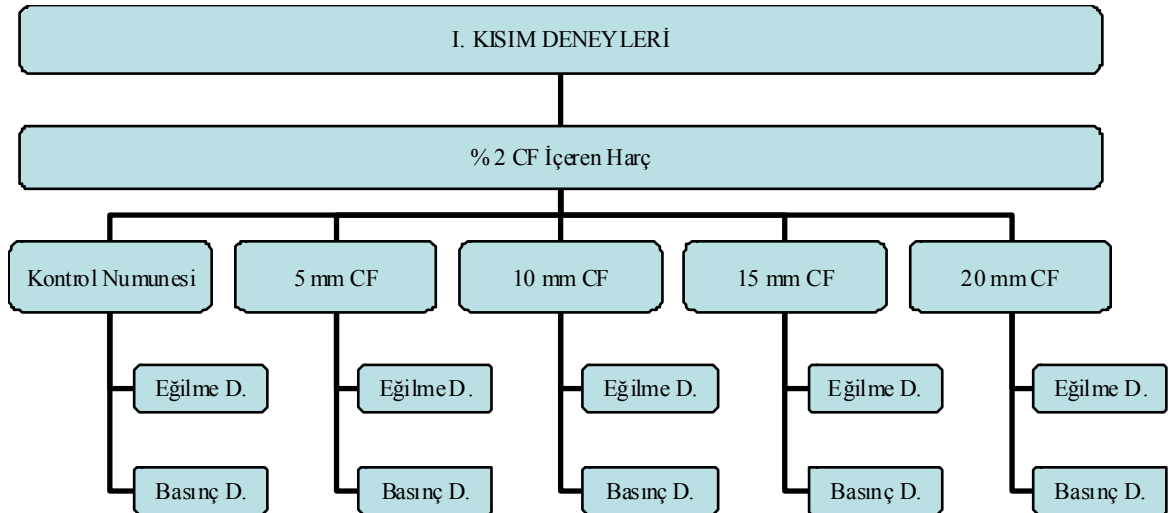 I. KISIM DENEYLERİ
% 2 CF İçeren Harç
Kontrol Numunesi
5 mm CF
10 mm CF
15 mm CF
20 mm CF
Eğilme D.
Eğilme D.
Eğilme D.
Eğilme D.
Eğilme D.
Basınç D.
Basınç D.
Basınç D.
Basınç D.
Basınç D.